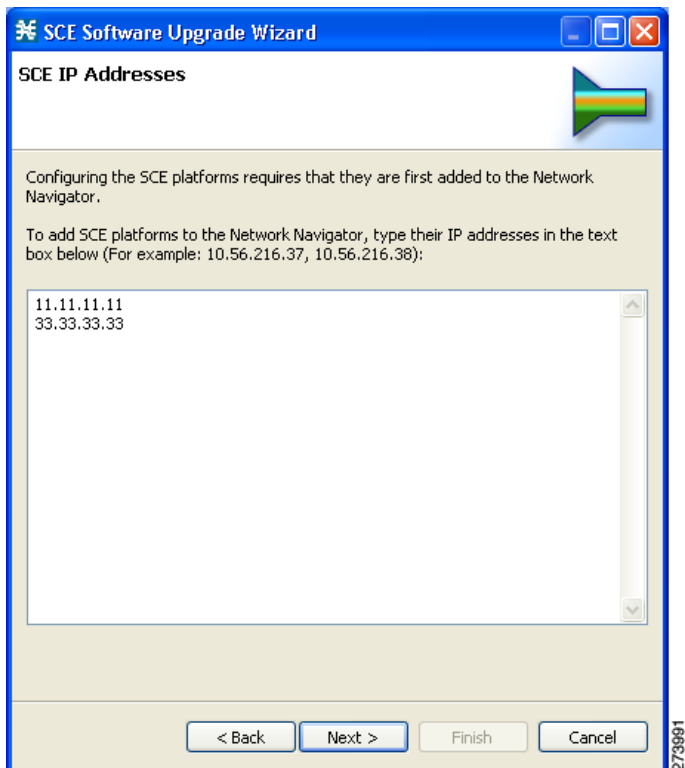 SCE Software Upgrade Wizard
SCE IP Addresses
Configuring the SCE platforms requires that they are first added to the Network
Navigator.
To add SCE platforms to the Network Navigator, type their IP addresses in the text
box below (For example: 10.56.216.37, 10.56.216.38):
11.11.11.11
33.33.33.33
< Back
Next >
Finish
Cancel
273991